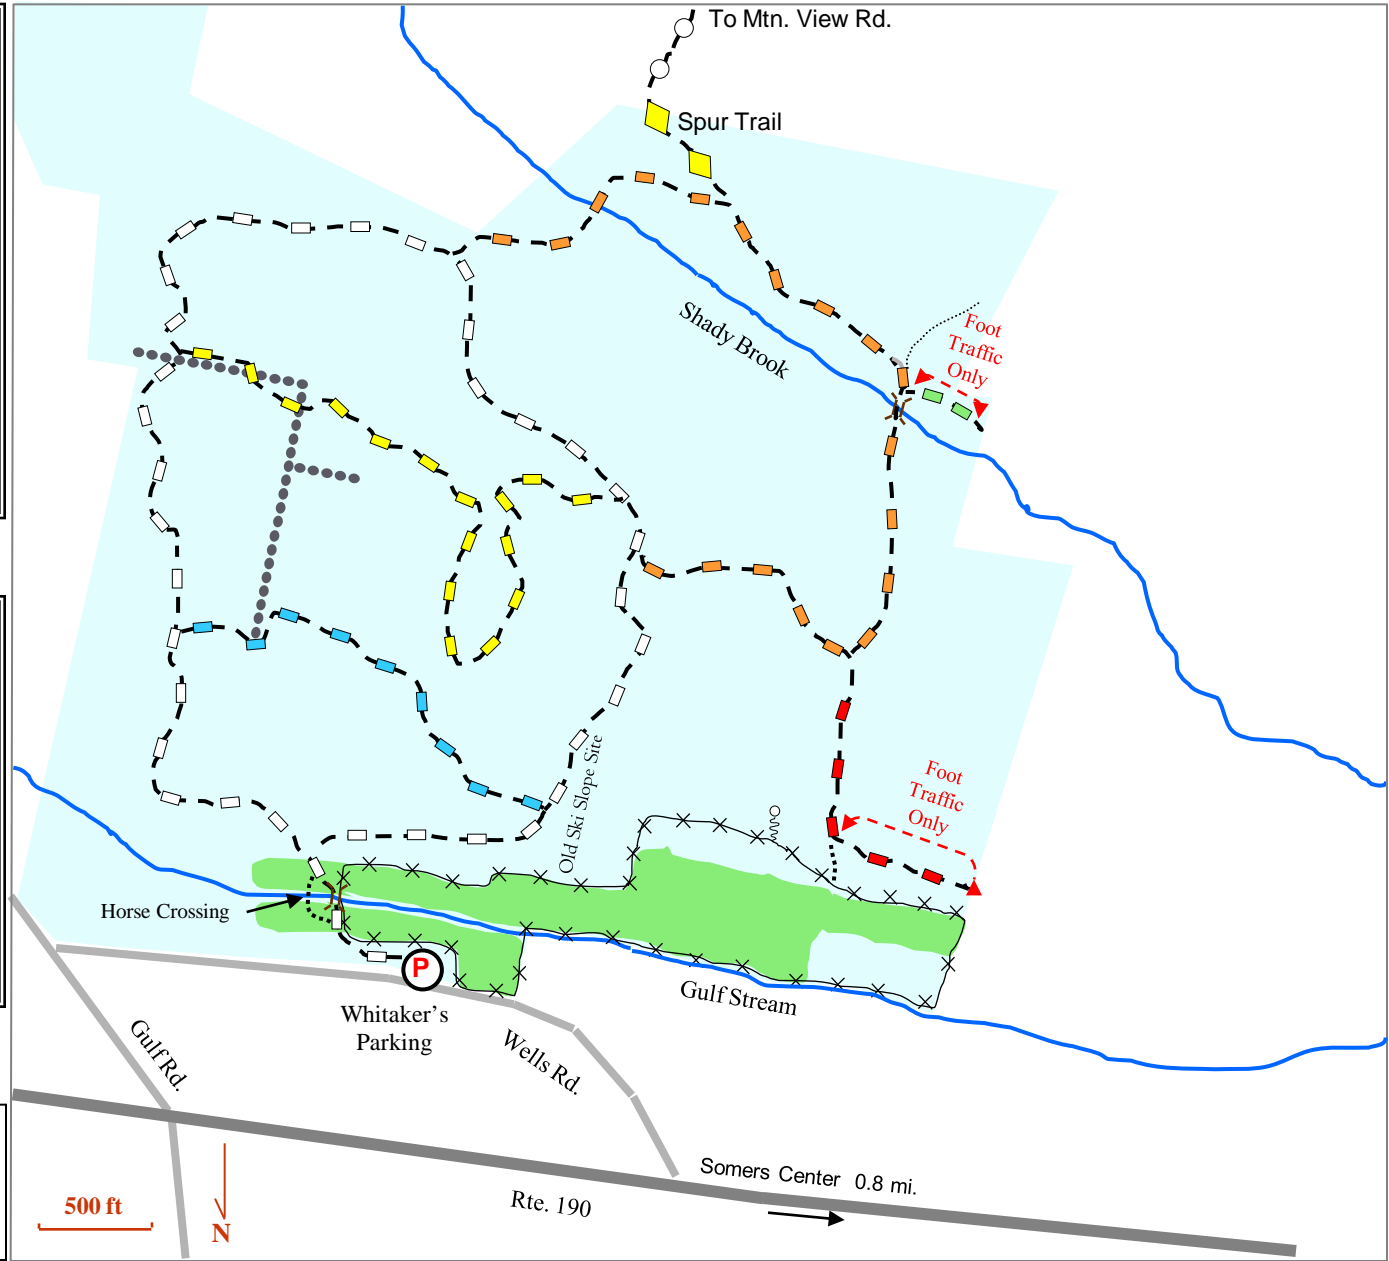 To Mtn. View Rd.
Spur Trail
Shady Brook
Foot
Traffic
Only
Old Ski Slope Site
Foot
Traffic
Only
Horse Crossing
P
Whitaker's
Parking
Gulf Stream
Wells Rd.
Gulf Rd.
Somers Center 0.8 mi.
Rte. 190
500 ft
N